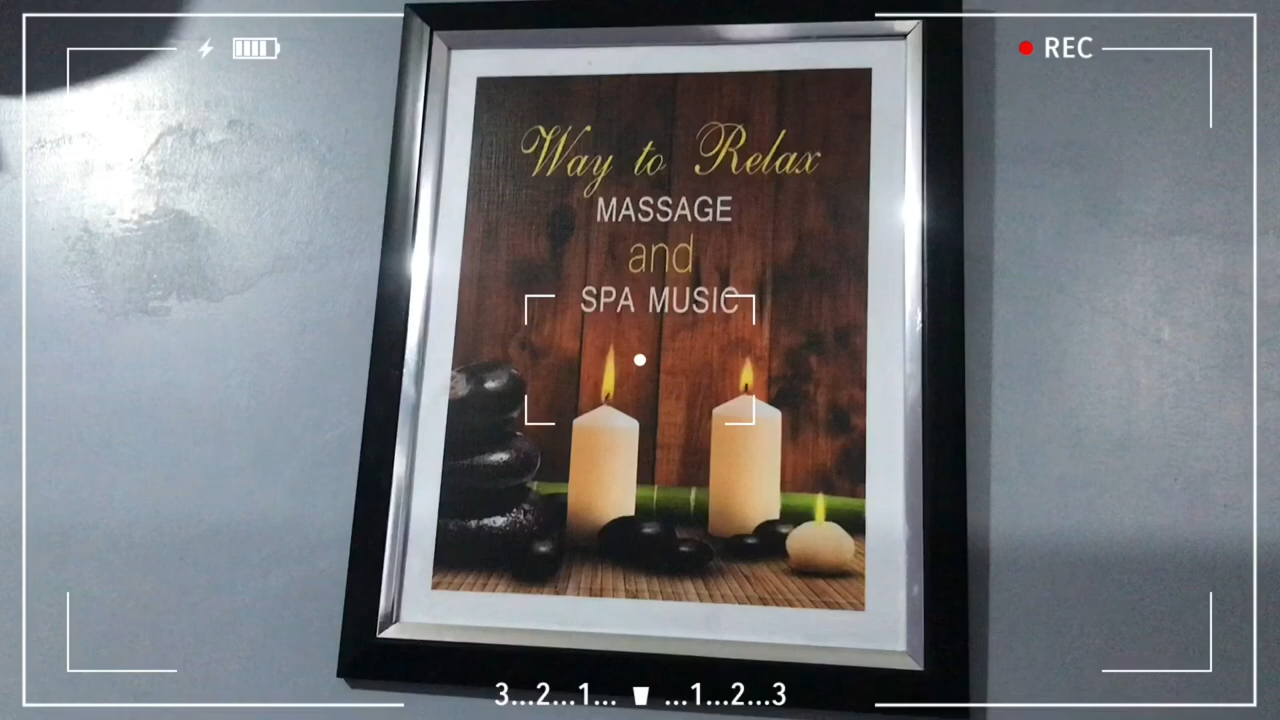 REC
Way to Relax
MASSAGE
and
SPA MUSIC
3...2...1... ...1...2...3